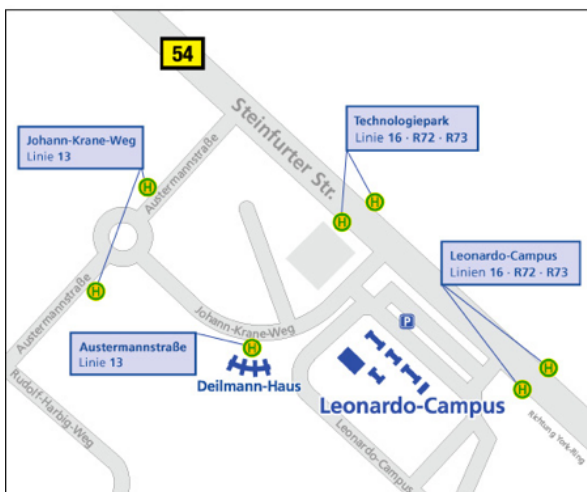 54
Steinfurter Str.
Technologiepark
Linie 16 · R72 · R73
H
H
Johann-Krane-Weg
Linie 13
H
H
Austermannstraße
Austermannstraße
Leonardo-Campus
Linien 16 · R72 · R73
H
H
Johann-Krane-Weg
P
Austermannstraße
Linie 13
H
Deilmann-Haus
Leonardo-Campus
Rudolf-Harbig-Weg
Leonardo-Campus
Richtung York-Ring